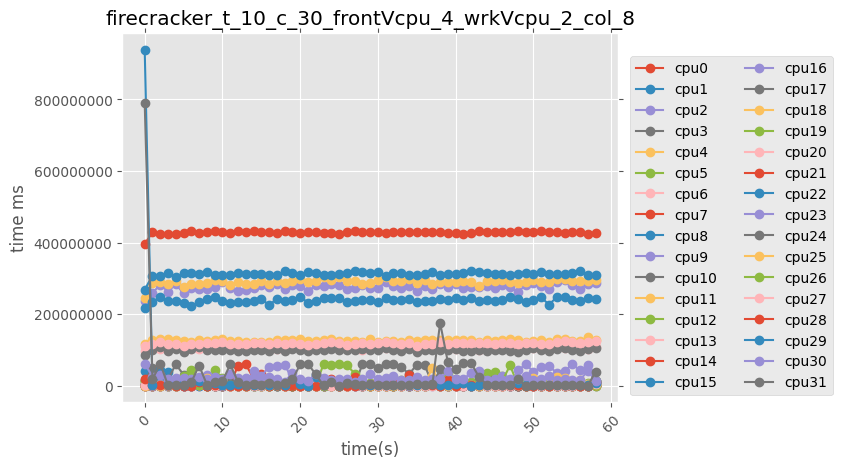 firecracker_t_10_c_30_frontVcpu_4_wrkVcpu_2_col_8
time ms
800000000
600000000
400000000
200000000
0
0
10
20
30
40
50
60
time(s)
cpu0
cpu1
cpu2
cpu3
cpu4
cpu5
cpu6
cpu7
cpu8
cpu9
cpu10
cpu11
cpu12
cpu13
cpu14
cpu15
cpu16
cpu17
cpu18
cpu19
cpu20
cpu21
cpu22
cpu23
cpu24
cpu25
cpu26
cpu27
cpu28
cpu29
cpu30
cpu31